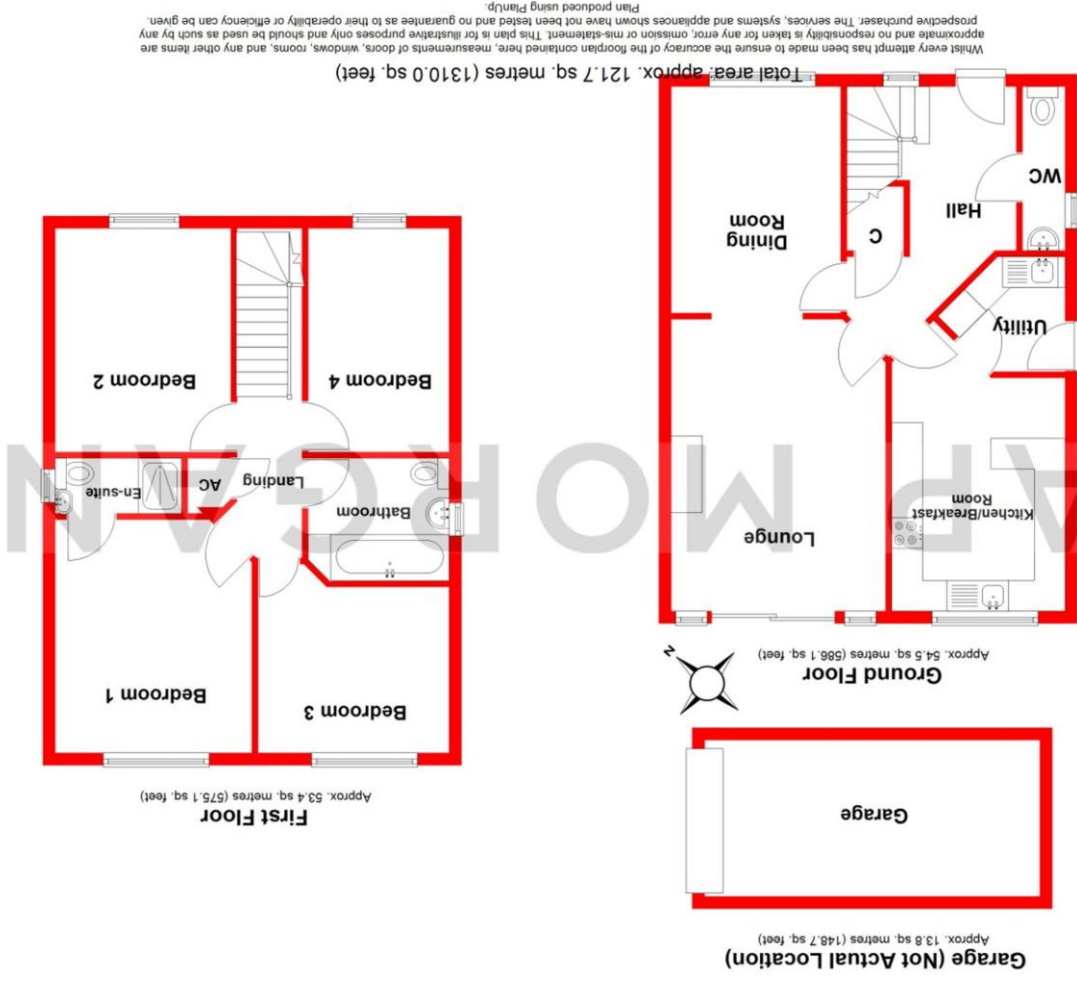 Garage (Not Actual Location)
Approx. 13.8 sq. metres (148.7 sq. feet)
Garage
Ground Floor
Approx. 54.5 sq. metres (586.1 sq. feet)
Kitchen/Breakfast
Room
Lounge
Utility
WC
Hall
C
Dining
Room
First Floor
Approx. 53.4 sq. metres (575.1 sq. feet)
Bedroom 3
Bedroom 1
Bathroom
Landing
AC
En-suite
Bedroom 4
Bedroom 2
N
AP MORGAN
Total area: approx. 121.7 sq. metres (1310.0 sq. feet)
Whilst every attempt has been made to ensure the accuracy of the floorplan contained here, measurements of doors, windows, rooms, and any other items are
approximate and no responsibility is taken for any error, omission or mis-statement. This plan is for illustrative purposes only and should be used as such by any
prospective purchaser. The services, systems and appliances shown have not been tested and no guarantee as to their operability or efficiency can be given.
Plan produced using PlanUp.